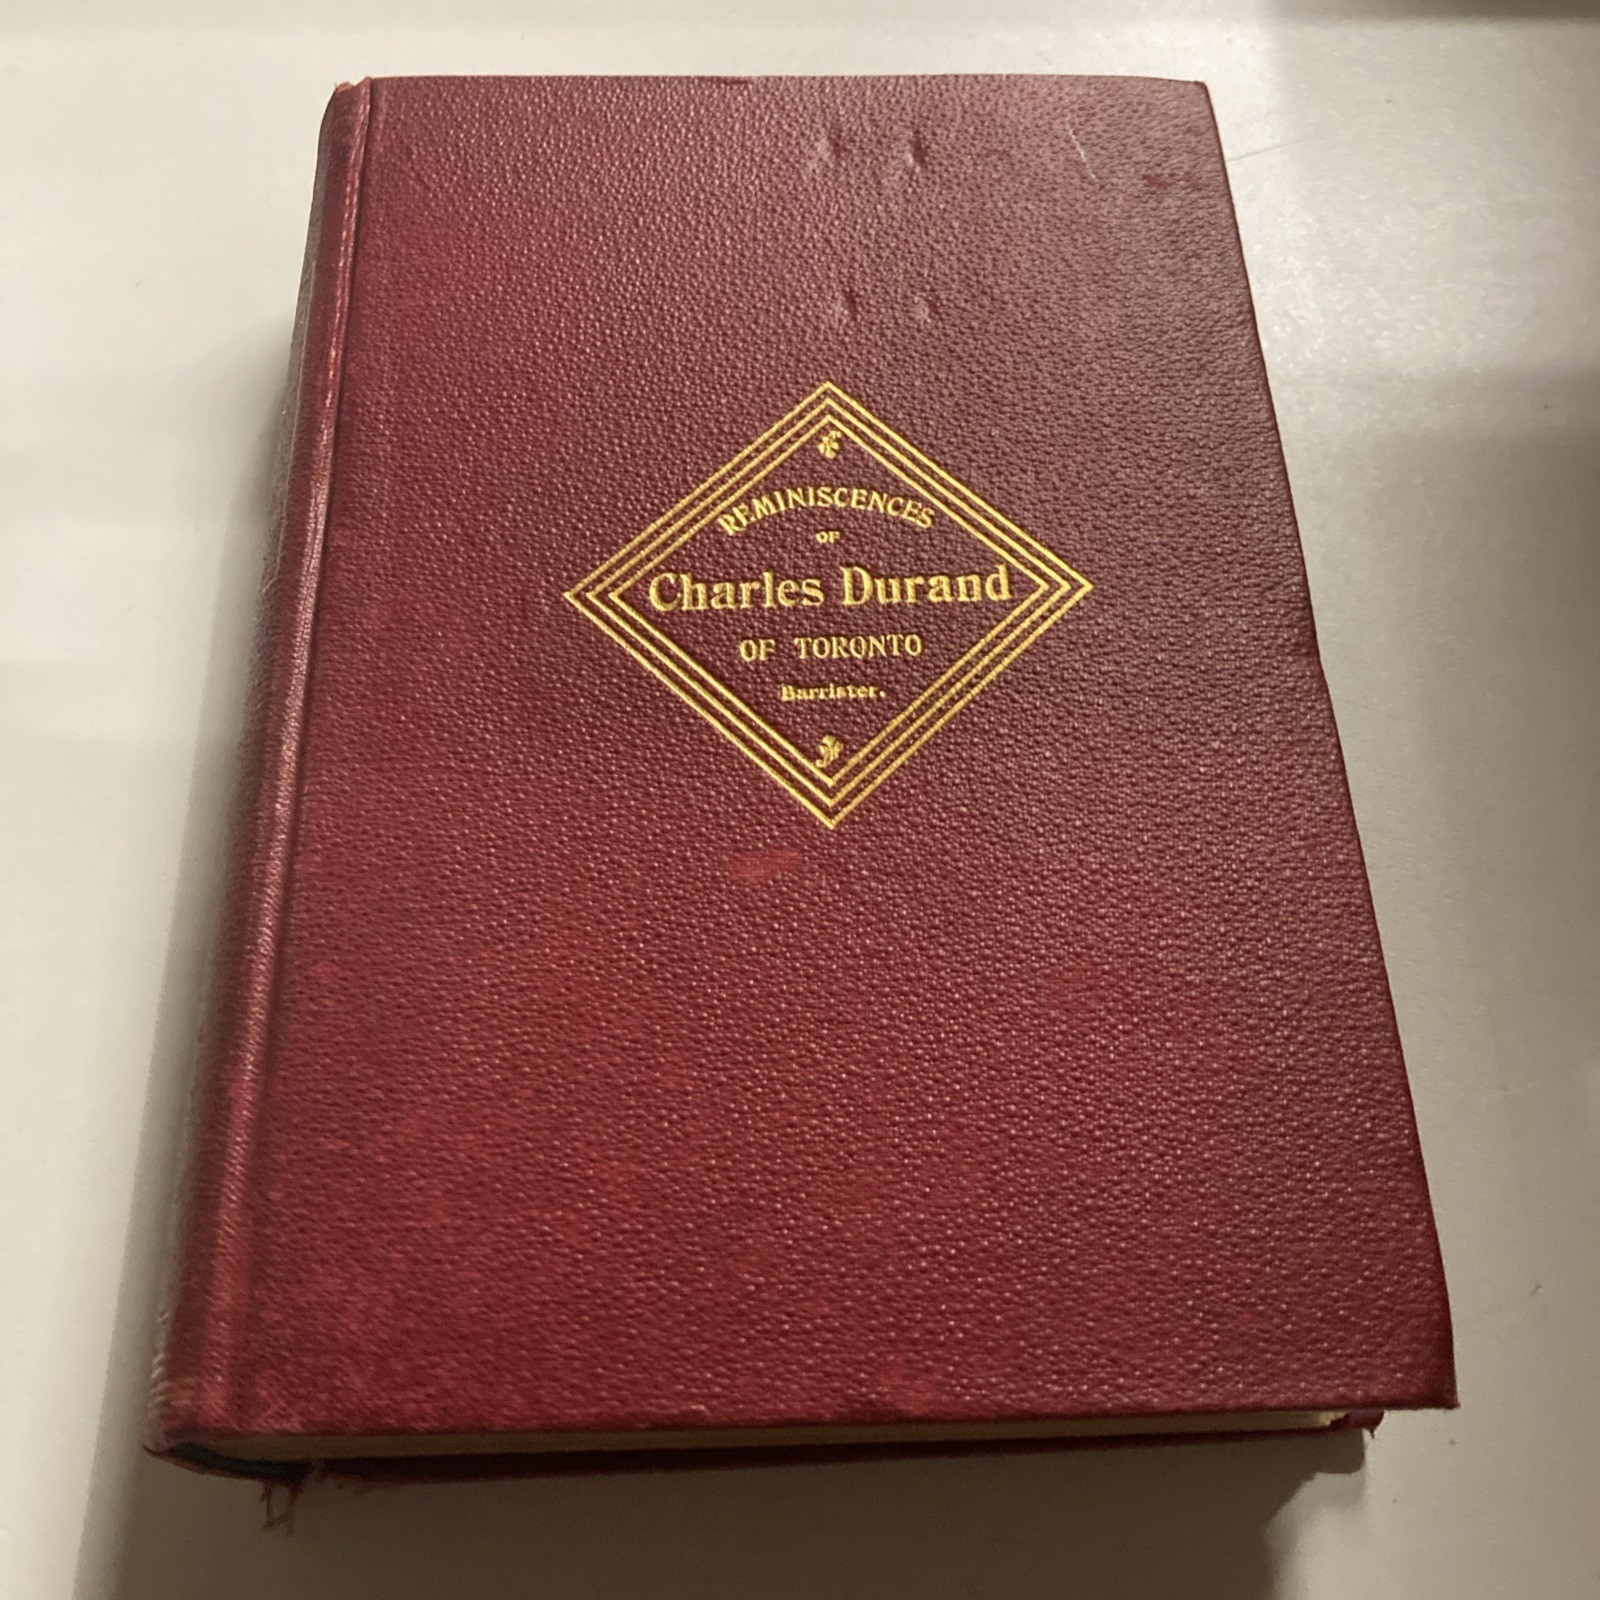 REMINISCENCES
OF
Charles Durand
OF TORONTO
Barrister.